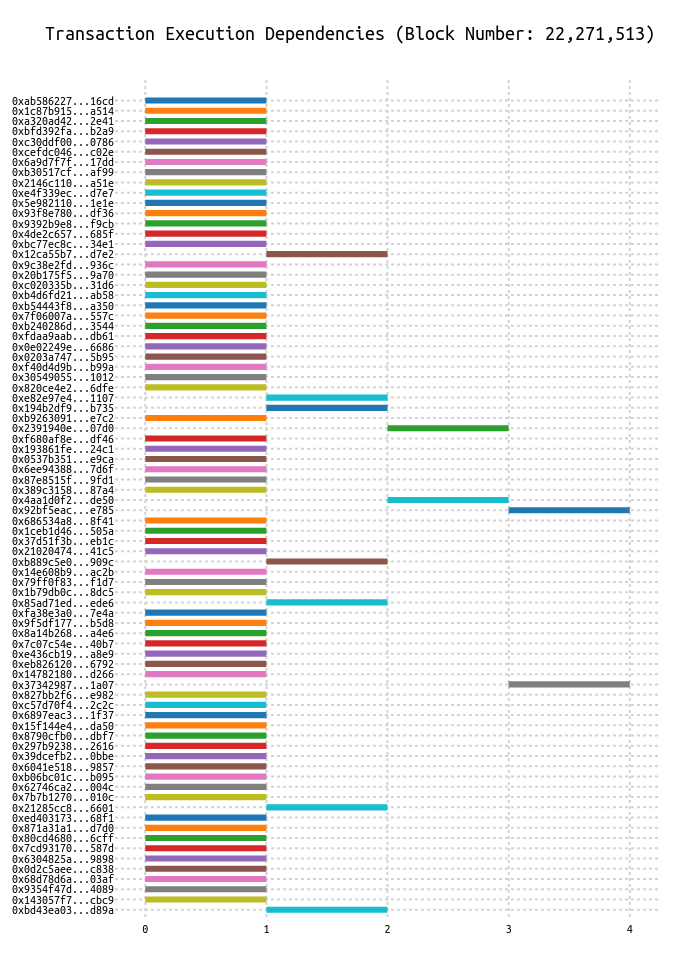 Transaction Execution Dependencies (Block Number: 22,271,513)
0xab586227...16cd
0x1c87b915...a514
0xa320ad42...2e41
0xbfd392fa...b2a9
0xc30ddf00...0786
0xcefdc046...c02e
0x6a9d7f7f...17dd
0xb30517cf...af99
0x2146c110...a51e
0xe4f339ec...d7e7
0x5e982110...1e1e
0x93f8e780...df36
0x9392b9e8...f9cb
0x4de2c657...685f
0xbc77ec8c...34e1
0x12ca55b7...d7e2
0x9c38e2fd...936c
0x20b175f5...9a70
0xc020335b...31d6
0xb4d6fd21...ab58
0xb54443f8...a350
0x7f06007a...557c
0xb240286d...3544
0xfdaa9aab...db61
0x0e02249e...6686
0x0203a747...5b95
0xf40d4d9b...b99a
0x30549055...1012
0x820ce4e2...6dfe
0xe82e97e4...1107
0x194b2df9...b735
0xb9263091...e7c2
0x2391940e...07d0
0xf680af8e...df46
0x193861fe...24c1
0x0537b351...e9ca
0x6ee94388...7d6f
0x87e8515f...9fd1
0x389c3158...87a4
0x4aa1d0f2...de50
0x92bf5eac...e785
0x686534a8...8f41
0x1ceb1d46...505a
0x37d51f3b...eb1c
0x21020474...41c5
0xb889c5e0...909c
0x14e608b9...ac2b
0x79ff0f83...f1d7
0x1b79db0c...8dc5
0x85ad71ed...ede6
0xfa38e3a0...7e4a
0x9f5df177...b5d8
0x8a14b268...a4e6
0x7c07c54e...40b7
0xe436cb19...a8e9
0xeb826120...6792
0x14782180...d266
0x37342987...1a07
0x827bb2f6...e982
0xc57d70f4...2c2c
0x6897eac3...1f37
0x15f144e4...da50
0x8790cfb0...dbf7
0x297b9238...2616
0x39dcefb2...0bbe
0x6041e518...9857
0xb06bc01c...b095
0x62746ca2...004c
0x7b7b1270...010c
0x21285cc8...6601
0xed403173...68f1
0x871a31a1...d7d0
0x80cd4680...6cff
0x7cd93170...587d
0x6304825a...9898
0x0d2c5aee...c838
0x68d78d6a...03af
0x9354f47d...4089
0x143057f7...cbc9
0xbd43ea03...d89a
0 1 2 3 4